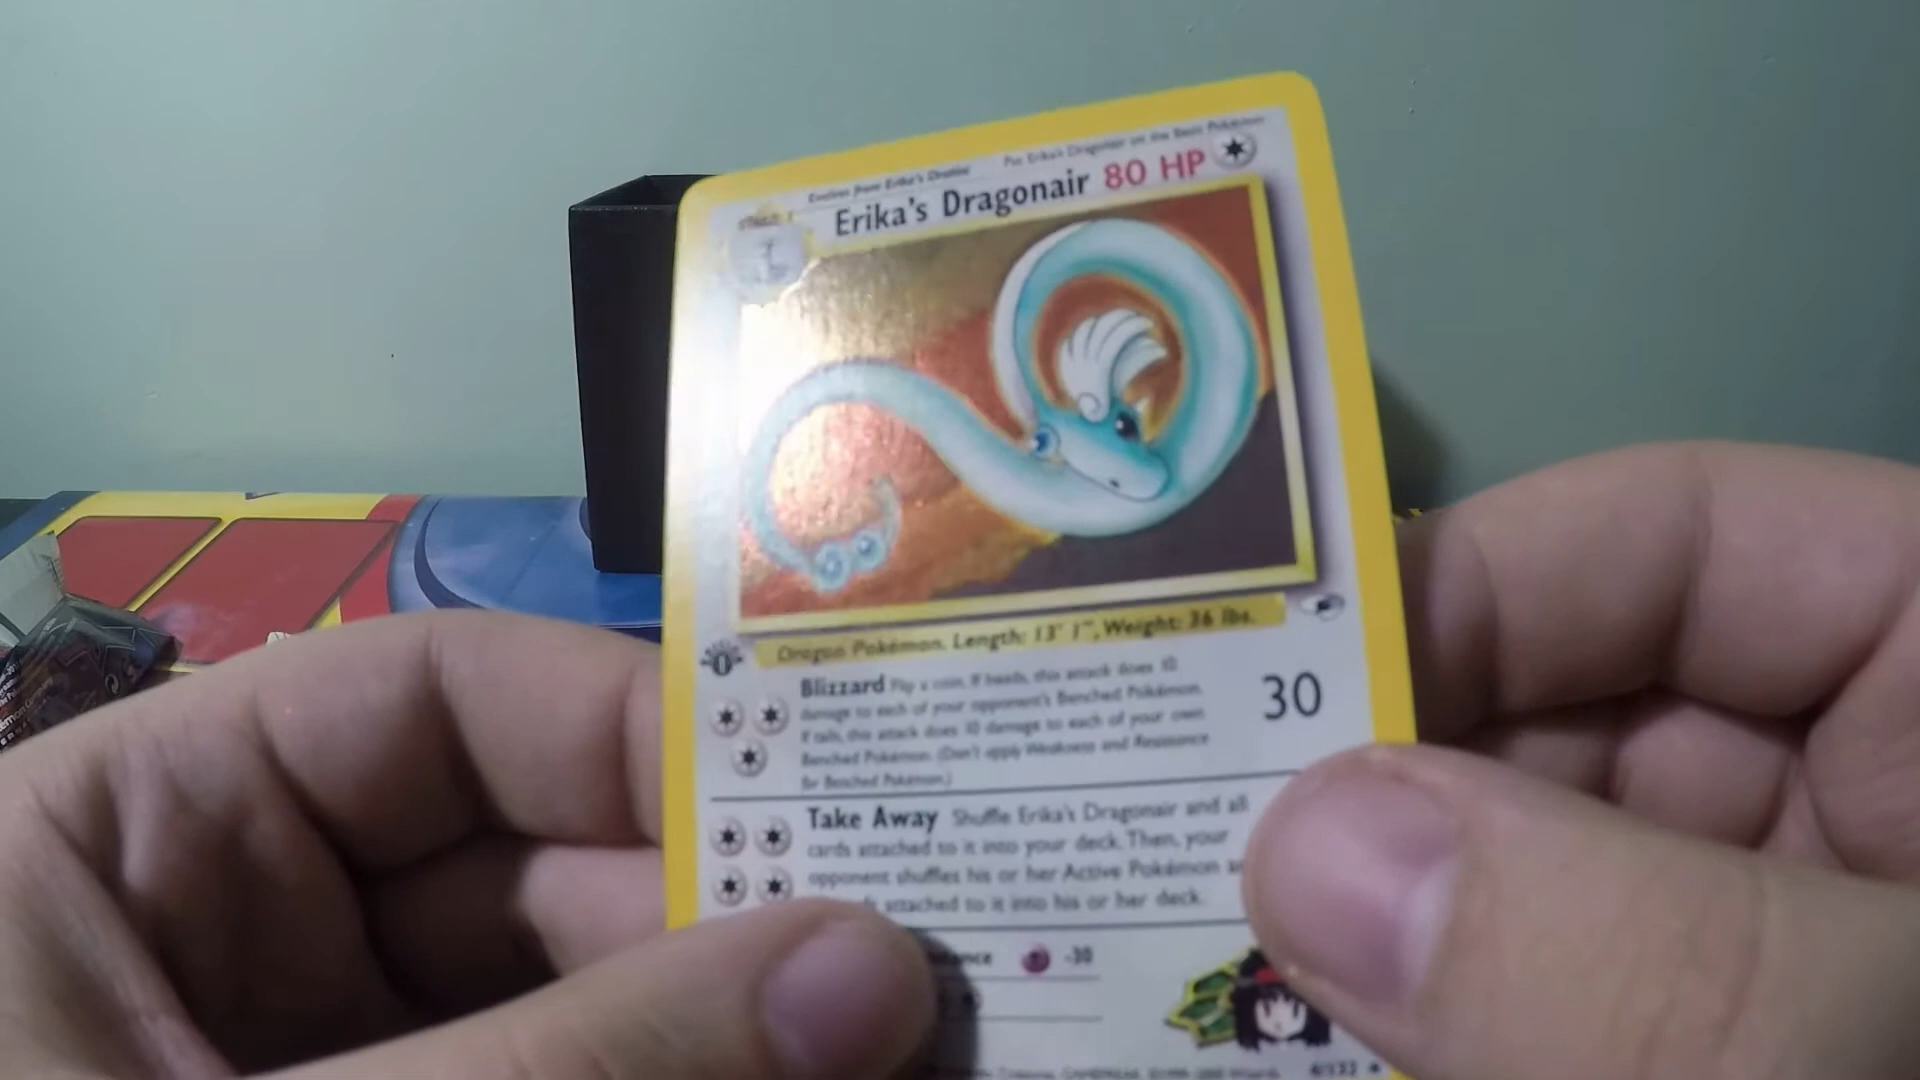 Evolves from Erika's Dratini Put Erika's Dragonair on the Basic Pokémon
STAGE 1
Erika's Dragonair 80 HP
Dragon Pokémon. Length: 13' 1", Weight: 36 lbs.
Blizzard Flip a coin. If heads, this attack does 10
damage to each of your opponent's Benched Pokémon.
If tails, this attack does 10 damage to each of your own
Benched Pokémon. (Don't apply Weakness and Resistance
for Benched Pokémon.)
30
Take Away Shuffle Erika's Dragonair and all
cards attached to it into your deck. Then, your
opponent shuffles his or her Active Pokémon
attached to it into his or her deck.
-30
4/132